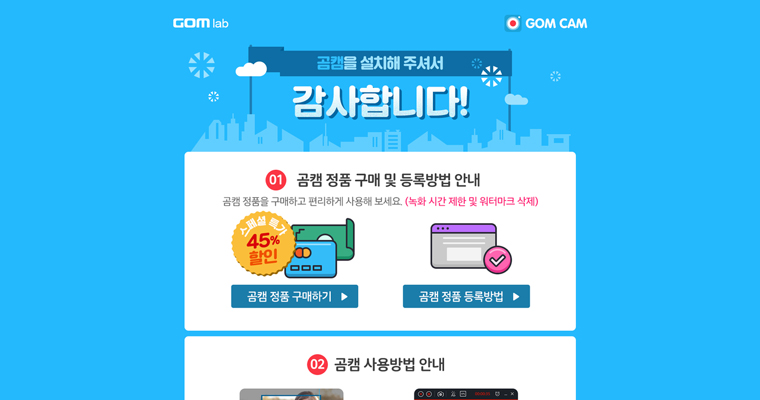 GOM lab
GOM CAM
곰캠을 설치해 주셔서
감사합니다!
01 곰캠 정품 구매 및 등록방법 안내
곰캠 정품을 구매하고 편리하게 사용해 보세요. (녹화 시간 제한 및 워터마크 삭제)
스페셜 특가
45%
할인
곰캠 정품 구매하기
곰캠 정품 등록방법
02 곰캠 사용방법 안내